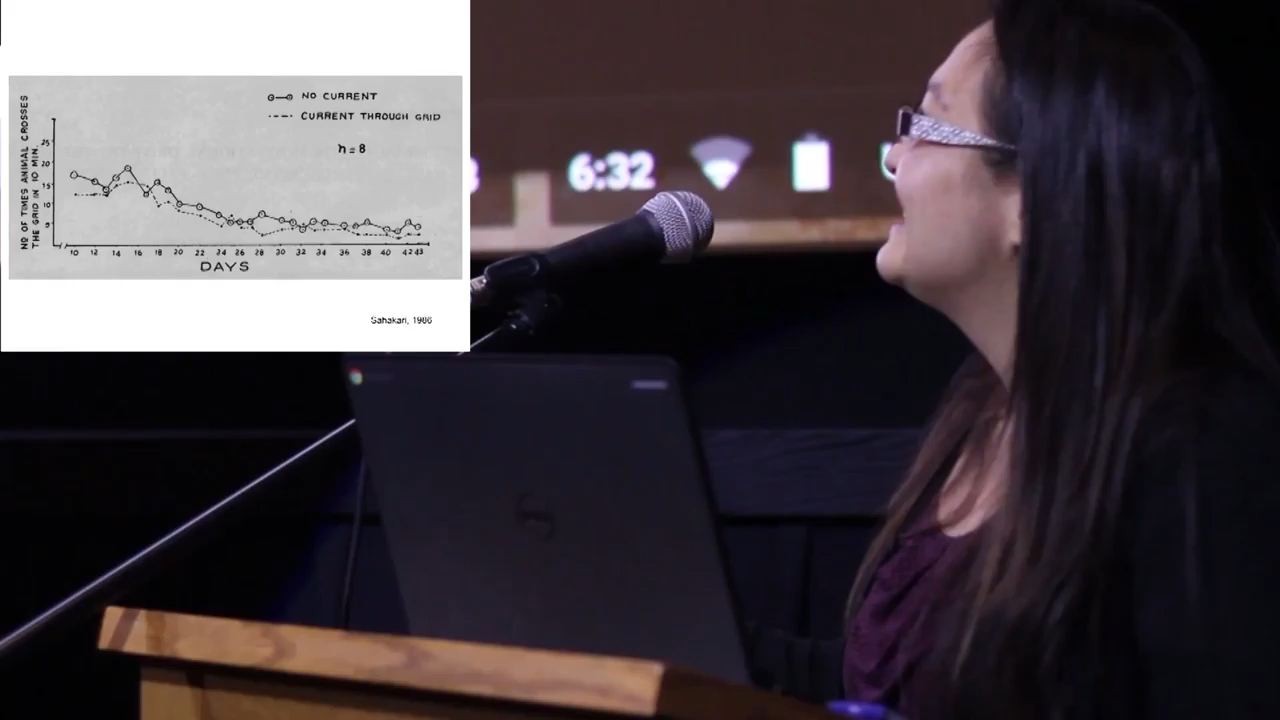 NO CURRENT
CURRENT THROUGH GRID
n=8
Nº OF TIMES ANIMAL CROSSES
THE GRID IN 10 MIN.
25
20
15
10
5
10 12 14 16 18 20 22 24 26 28 30 32 34 36 38 40 42 43
DAYS
Sahakari, 1986
6:32